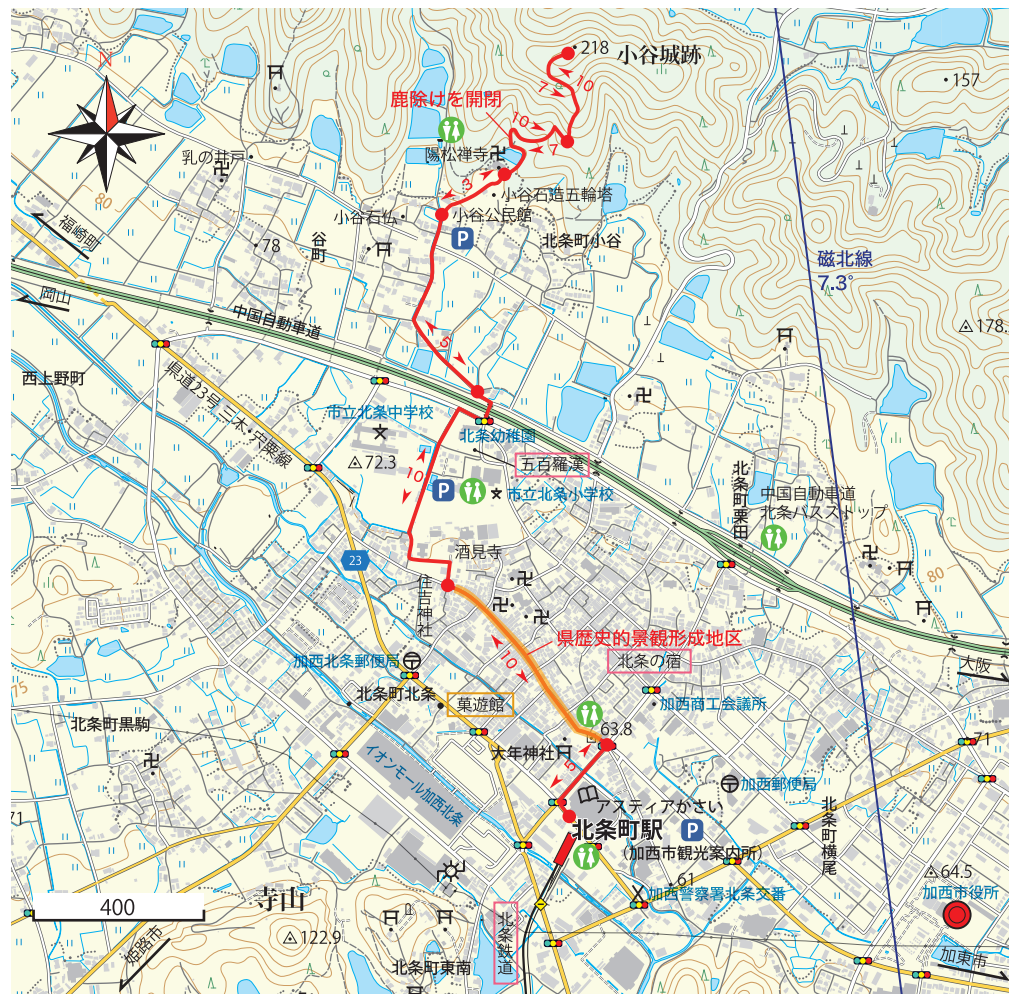 N
218
小谷城跡
157
10
7
鹿除けを開閉
10
7
陽松禅寺
乳の井戸
80
3
小谷石造五輪塔
小谷石仏
小谷公民館
P
北条町小谷
福崎町
78
谷町
磁北線
7.3°
岡山
中国自動車道
178.
5
西上野町
県道23号 三木・宍粟線
市立北条中学校
北条幼稚園
72.3
五百羅漢
10
P
市立北条小学校
北条町栗田
中国自動車道
北条バスストップ
23
酒見寺
80
住吉神社
県歴史的景観形成地区
加西北条郵便局
10
北条の宿
大阪
75
北条町北条
菓遊館
加西商工会議所
北条町黒駒
63.8
71
大年神社
イオンモール加西北条
5
加西郵便局
アスティアかさい
71
北条町駅
P
北条町横尾
(加西市観光案内所)
64.5
61
加西警察署北条交番
加西市役所
400
寺山
北条鉄道
122.9
姫路市
北条町東南
加東市